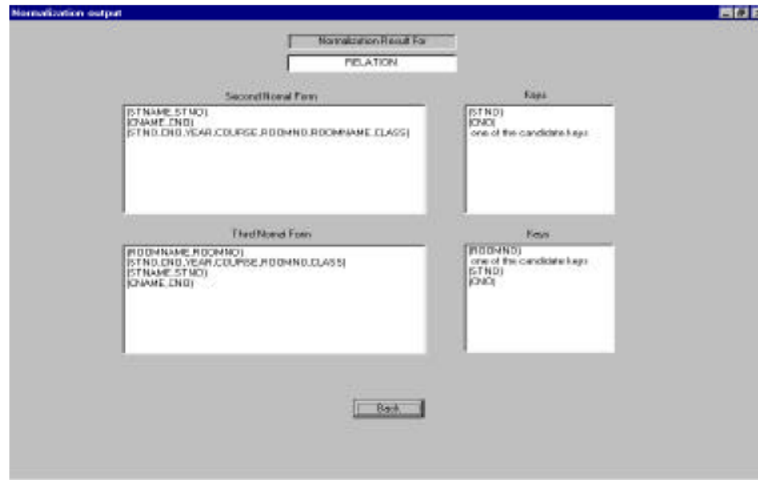 Normalization output
Normalization Result For
RELATION
Second Normal Form
Keys
(STNAME,STNO)
(CNAME,CNO)
(STNO,CNO,YEAR,COURSE,ROOMNO,ROOMNAME,CLASS)
(STNO)
(CNO)
one of the candidate keys
Third Normal Form
Keys
(ROOMNAME,ROOMNO)
(STNO,CNO,YEAR,COURSE,ROOMNO,CLASS)
(STNAME,STNO)
(CNAME,CNO)
(ROOMNO)
one of the candidate keys
(STNO)
(CNO)
Back